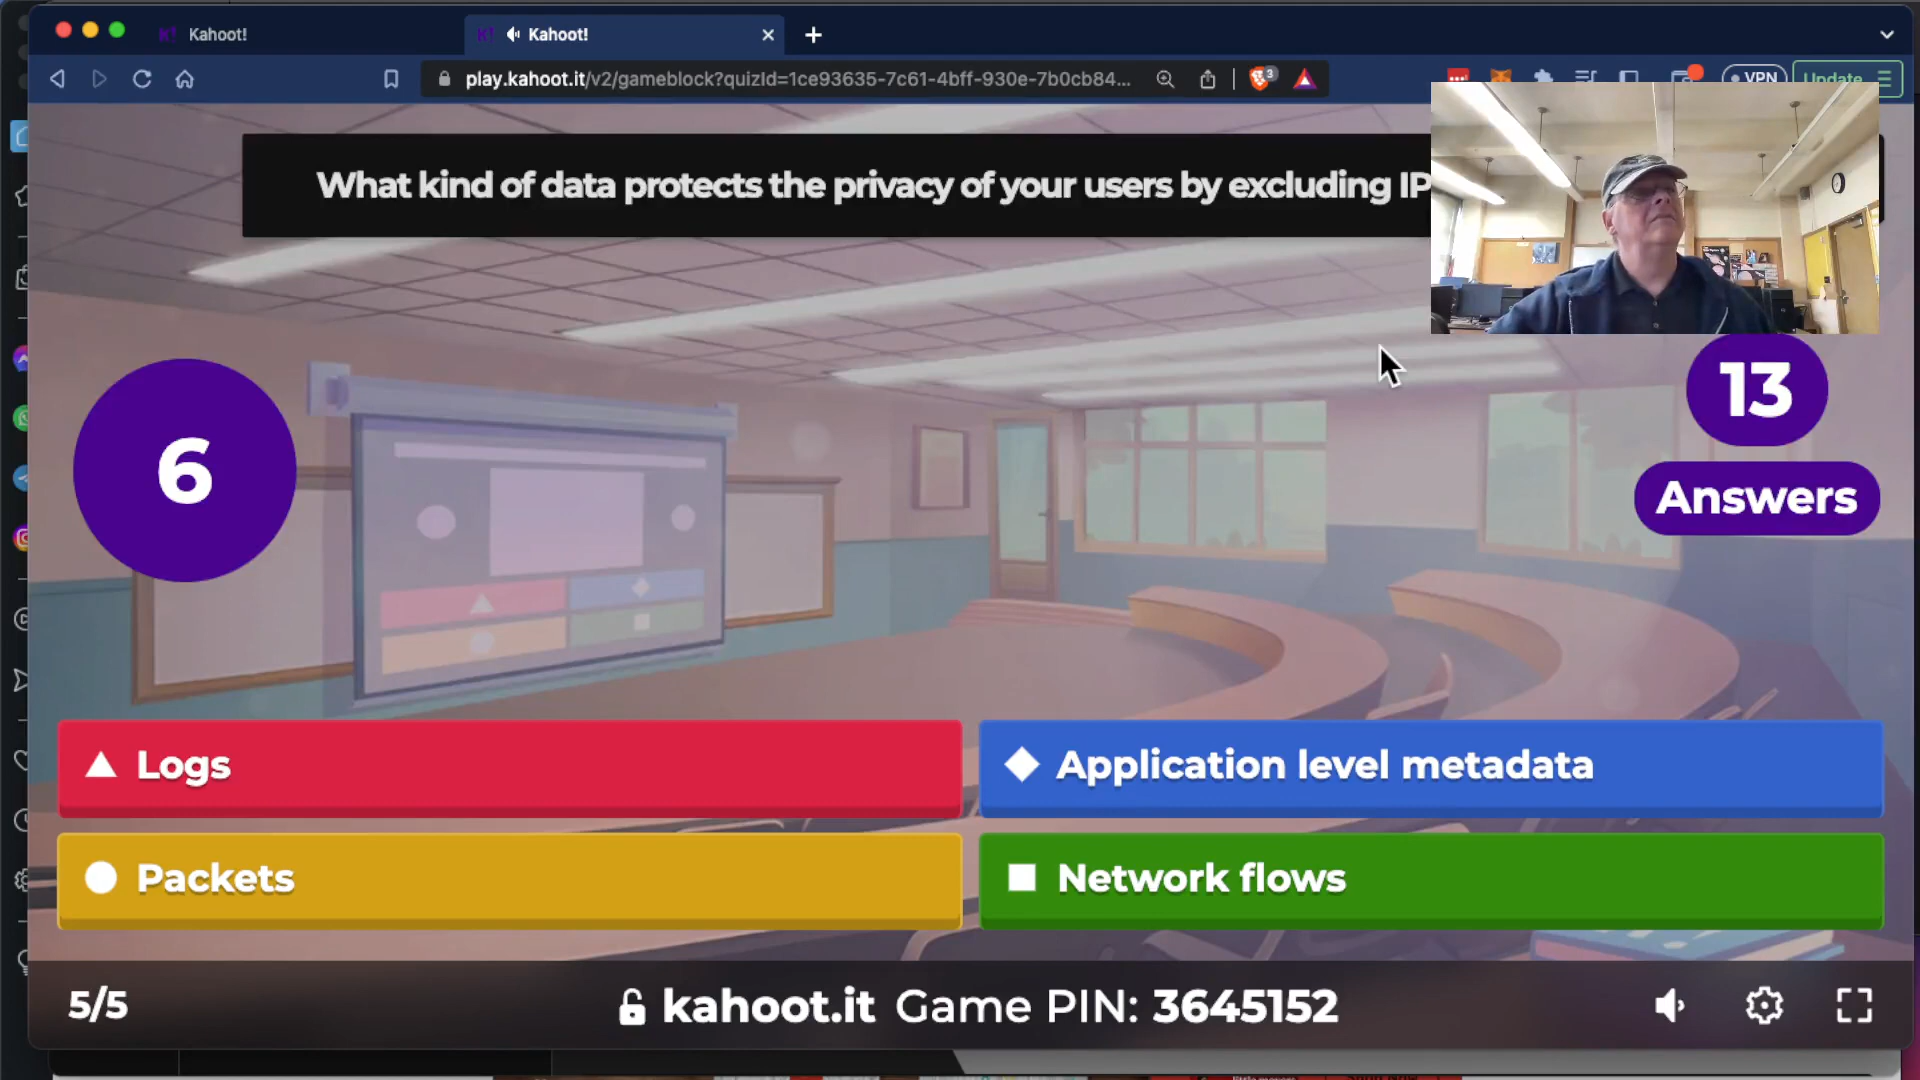 Kahoot!
Kahoot!
play.kahoot.it/v2/gameblock?quizId=1ce93635-7c61-4bff-930e-7b0cb84...
3
VPN
Update
What kind of data protects the privacy of your users by excluding IP
6
13
Answers
Logs
Application level metadata
Packets
Network flows
5/5
kahoot.it Game PIN: 3645152